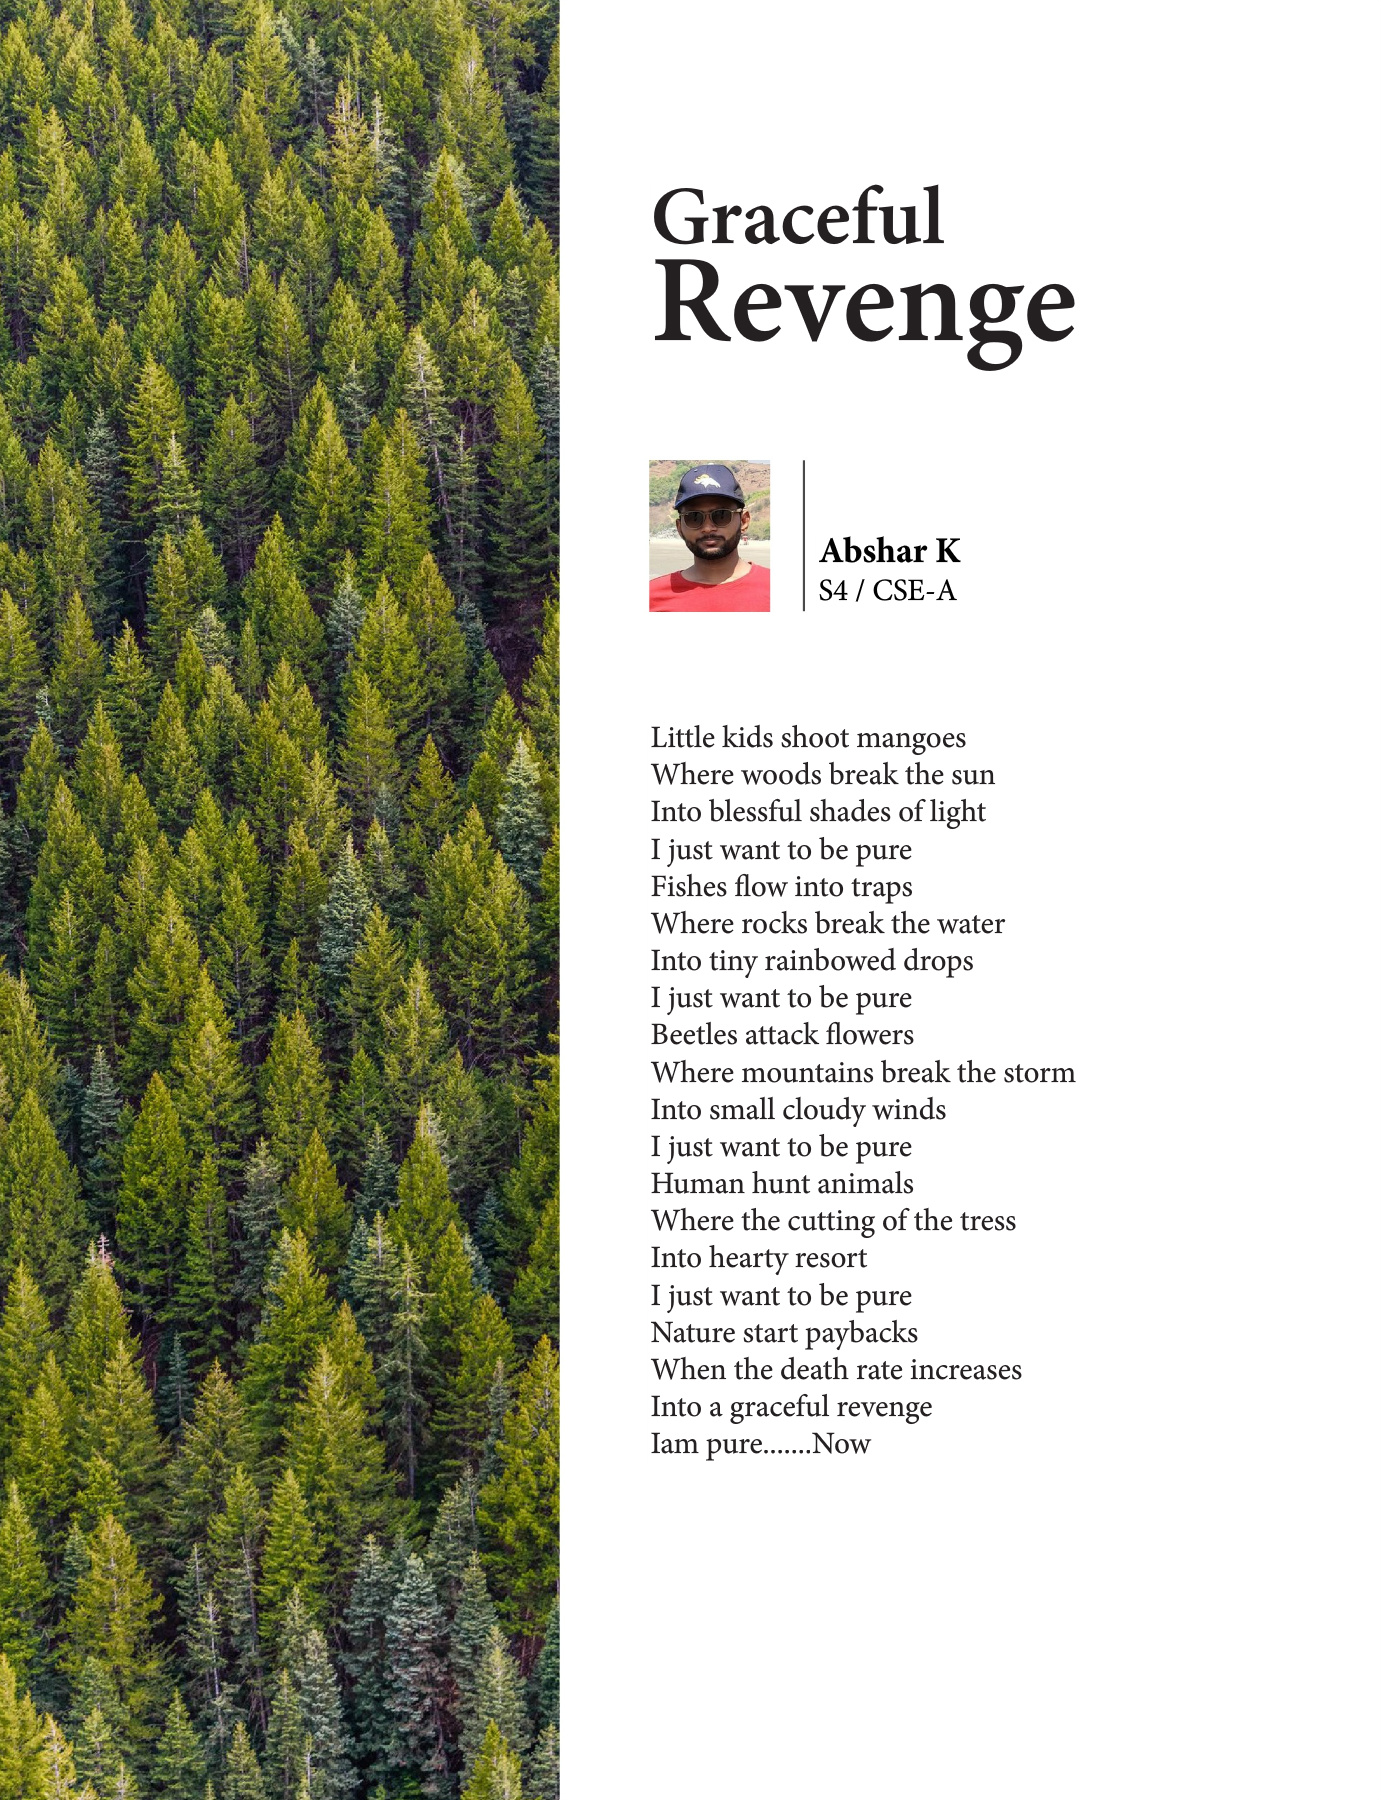 Graceful
Revenge
Abshar K
S4 / CSE-A
Little kids shoot mangoes
Where woods break the sun
Into blessful shades of light
I just want to be pure
Fishes flow into traps
Where rocks break the water
Into tiny rainbowed drops
I just want to be pure
Beetles attack flowers
Where mountains break the storm
Into small cloudy winds
I just want to be pure
Human hunt animals
Where the cutting of the tress
Into hearty resort
I just want to be pure
Nature start paybacks
When the death rate increases
Into a graceful revenge
Iam pure.......Now